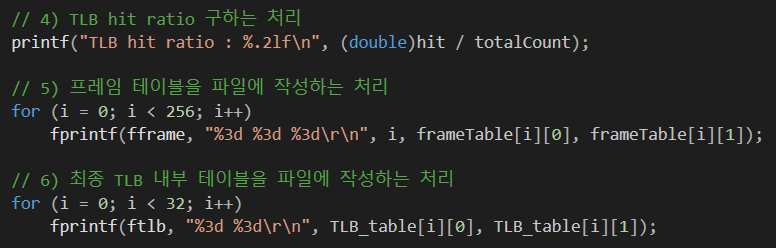 // 4) TLB hit ratio 구하는 처리
printf("TLB hit ratio : %.2lf\n", (double)hit / totalCount);
// 5) 프레임 테이블을 파일에 작성하는 처리
for (i = 0; i < 256; i++)
fprintf(fframe, "%3d %3d %3d\r\n", i, frameTable[i][0], frameTable[i][1]);
// 6) 최종 TLB 내부 테이블을 파일에 작성하는 처리
for (i = 0; i < 32; i++)
fprintf(ftlb, "%3d %3d\r\n", TLB_table[i][0], TLB_table[i][1]);